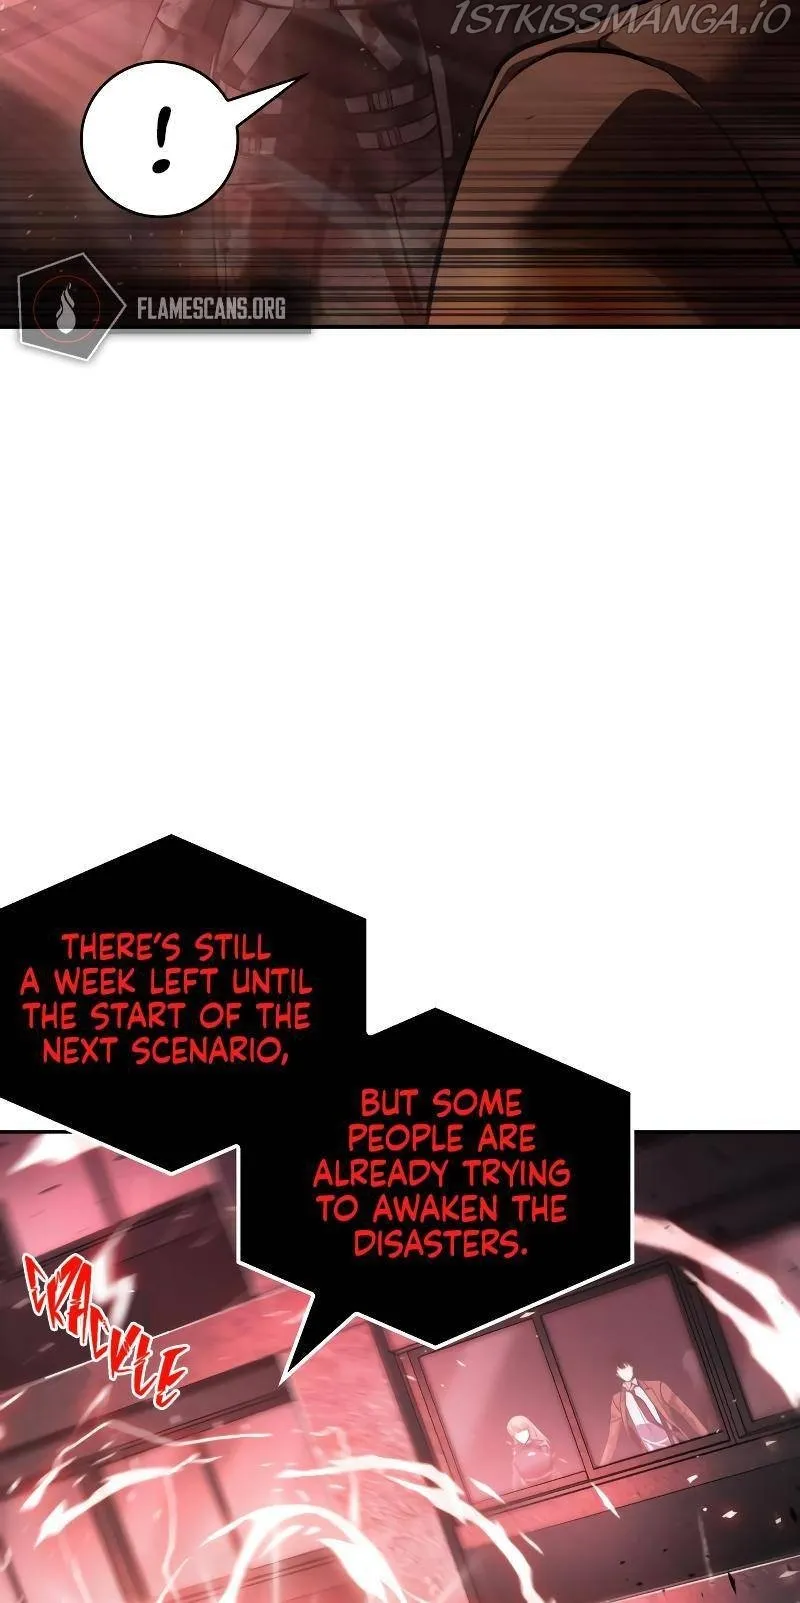 1STKISSMANGA.IO
!
FLAMESCANS.ORG
THERE'S STILL
A WEEK LEFT UNTIL
THE START OF THE
NEXT SCENARIO,
BUT SOME
PEOPLE ARE
ALREADY TRYING
TO AWAKEN THE
DISASTERS.
CRACKLE